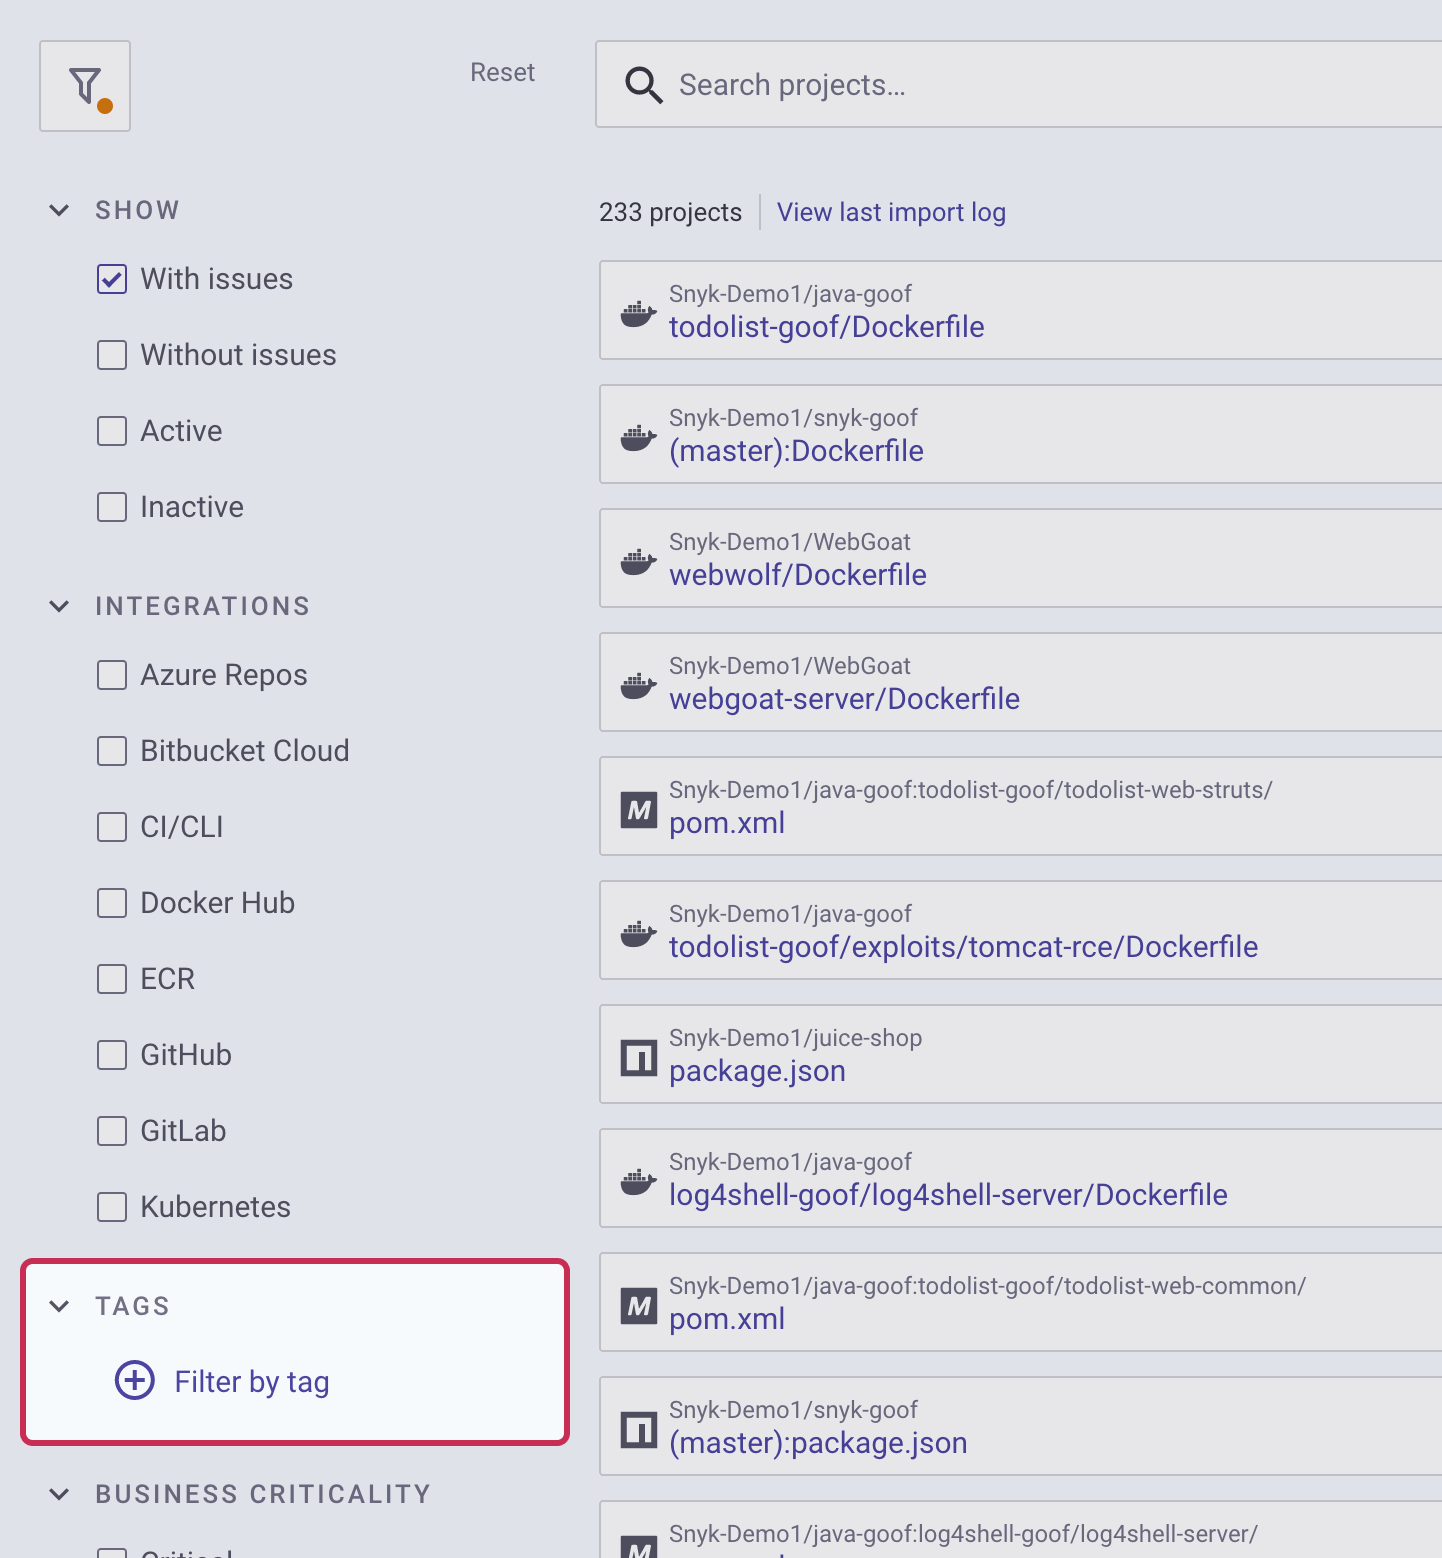 Reset
Search projects...
SHOW
With issues
Without issues
Active
Inactive
INTEGRATIONS
Azure Repos
Bitbucket Cloud
CI/CLI
Docker Hub
ECR
GitHub
GitLab
Kubernetes
TAGS
Filter by tag
BUSINESS CRITICALITY
Critical
233 projects
View last import log
Snyk-Demo1/java-goof
todolist-goof/Dockerfile
Snyk-Demo1/snyk-goof
(master):Dockerfile
Snyk-Demo1/WebGoat
webwolf/Dockerfile
Snyk-Demo1/WebGoat
webgoat-server/Dockerfile
Snyk-Demo1/java-goof:todolist-goof/todolist-web-struts/
pom.xml
Snyk-Demo1/java-goof
todolist-goof/exploits/tomcat-rce/Dockerfile
Snyk-Demo1/juice-shop
package.json
Snyk-Demo1/java-goof
log4shell-goof/log4shell-server/Dockerfile
Snyk-Demo1/java-goof:todolist-goof/todolist-web-common/
pom.xml
Snyk-Demo1/snyk-goof
(master):package.json
Snyk-Demo1/java-goof:log4shell-goof/log4shell-server/